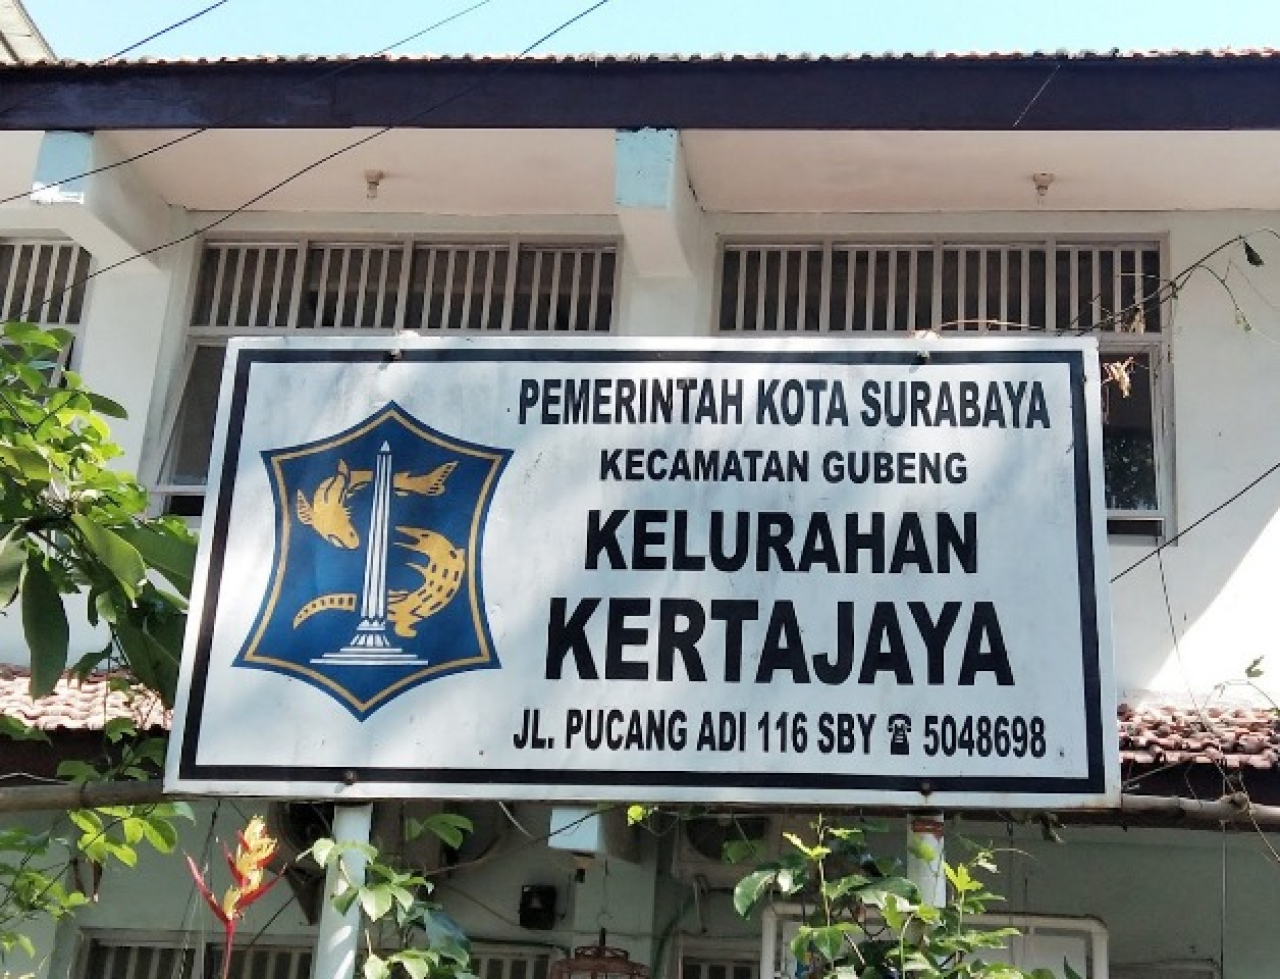 PEMERINTAH KOTA SURABAYA
KECAMATAN GUBENG
KELURAHAN
KERTAJAYA
JL. PUCANG ADI 116 SBY ☎ 5048698